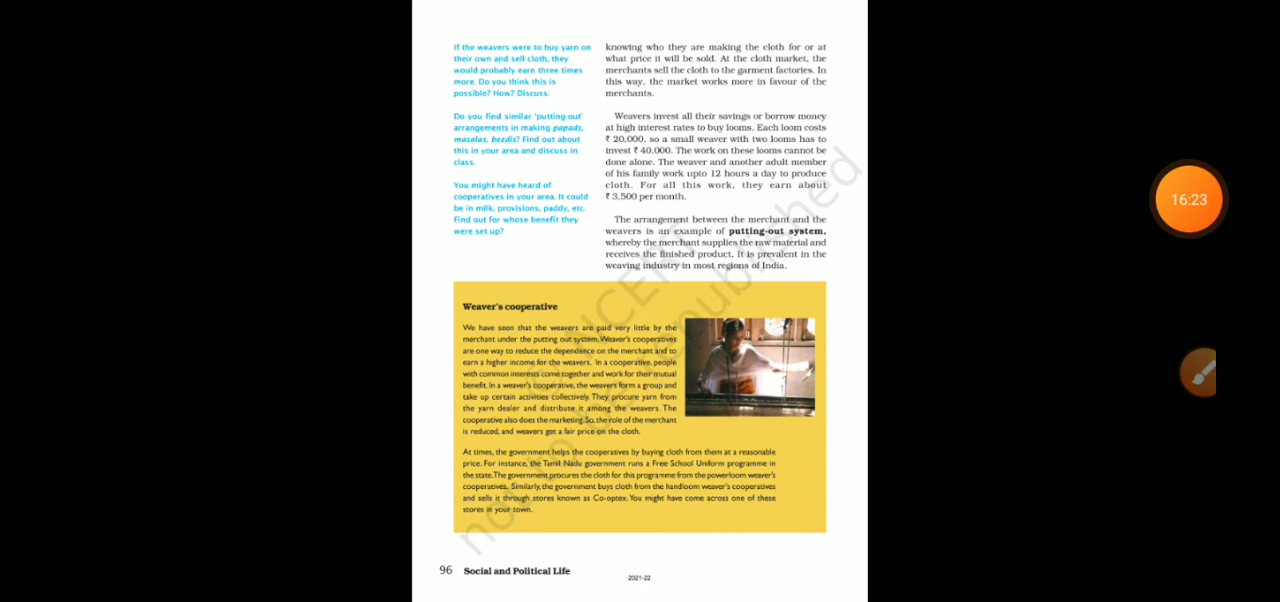 If the weavers were to buy yarn on
their own and sell cloth, they
would probably earn three times
more. Do you think this is
possible? How? Discuss.
Do you find similar 'putting-out'
arrangements in making papads,
masalas, beedis? Find out about
this in your area and discuss in
class.
You might have heard of
cooperatives in your area. It could
be in milk, provisions, paddy, etc.
Find out for whose benefit they
were set up?
knowing who they are making the cloth for or at
what price it will be sold. At the cloth market, the
merchants sell the cloth to the garment factories. In
this way, the market works more in favour of the
merchants.
Weavers invest all their savings or borrow money
at high interest rates to buy looms. Each loom costs
₹ 20,000, so a small weaver with two looms has to
invest ₹ 40,000. The work on these looms cannot be
done alone. The weaver and another adult member
of his family work upto 12 hours a day to produce
cloth. For all this work, they earn about
₹ 3,500 per month.
The arrangement between the merchant and the
weavers is an example of putting-out system,
whereby the merchant supplies the raw material and
receives the finished product. It is prevalent in the
weaving industry in most regions of India.
Weaver's cooperative
We have seen that the weavers are paid very little by the
merchant under the putting out system. Weaver's cooperatives
are one way to reduce the dependence on the merchant and to
earn a higher income for the weavers. In a cooperative, people
with common interests come together and work for their mutual
benefit. In a weaver's cooperative, the weavers form a group and
take up certain activities collectively. They procure yarn from
the yarn dealer and distribute it among the weavers. The
cooperative also does the marketing. So, the role of the merchant
is reduced, and weavers get a fair price on the cloth.
At times, the government helps the cooperatives by buying cloth from them at a reasonable
price. For instance, the Tamil Nadu government runs a Free School Uniform programme in
the state. The government procures the cloth for this programme from the powerloom weaver's
cooperatives. Similarly, the government buys cloth from the handloom weaver's cooperatives
and sells it through stores known as Co-optex. You might have come across one of these
stores in your town.
96 Social and Political Life
2021-22
16:23
© NCERT
not to be republished